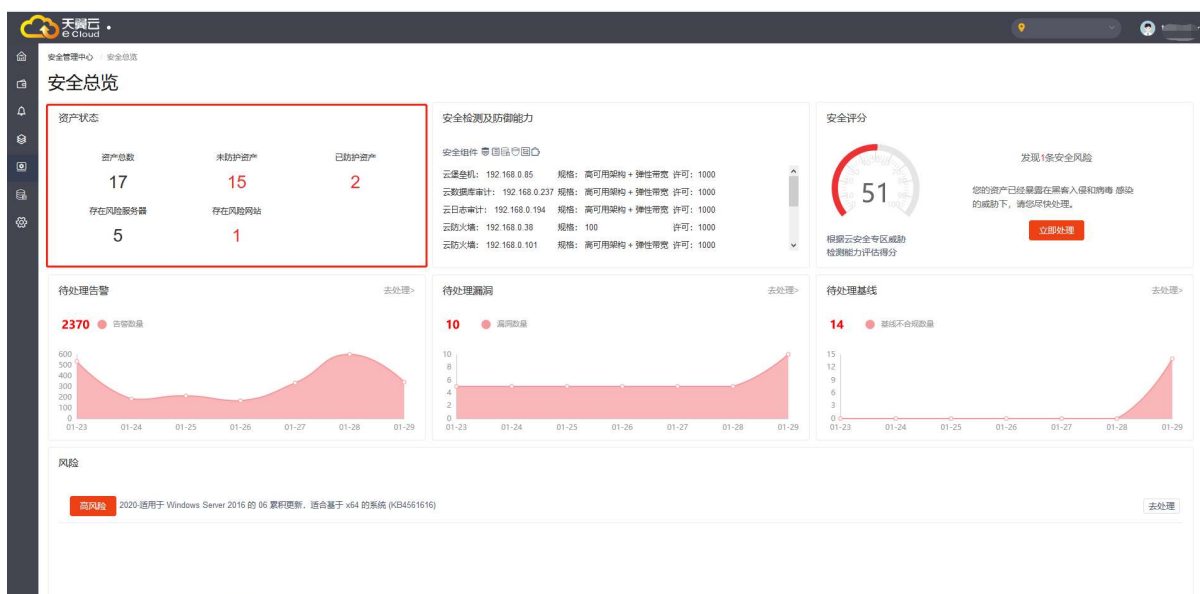 天翼云
e Cloud
安全管理中心 / 安全总览
安全总览
资产状态
资产总数 未防护资产 已防护资产
17 15 2
存在风险服务器 存在风险网站
5 1
安全检测及防御能力
安全组件
云堡垒机： 192.168.0.85 规格： 高可用架构 + 弹性带宽 许可： 1000
云数据库审计： 192.168.0.237 规格： 高可用架构 + 弹性带宽 许可： 1000
云日志审计： 192.168.0.194 规格： 高可用架构 + 弹性带宽 许可： 1000
云防火墙： 192.168.0.38 规格： 100 许可： 1000
云防火墙： 192.168.0.101 规格： 高可用架构 + 弹性带宽 许可： 1000
安全评分
51
根据云安全专区威胁
检测能力评估得分
发现1条安全风险
您的资产已经暴露在黑客入侵和病毒 感染
的威胁下，请您尽快处理。
立即处理
待处理告警 去处理>
2370 告警数量
600
500
400
300
200
100
0
01-23 01-24 01-25 01-26 01-27 01-28 01-29
待处理漏洞 去处理>
10 漏洞数量
10
8
6
4
2
0
01-23 01-24 01-25 01-26 01-27 01-28 01-29
待处理基线 去处理>
14 基线不合规数量
15
12
9
6
3
0
01-23 01-24 01-25 01-26 01-27 01-28 01-29
风险
高风险 2020-适用于 Windows Server 2016 的 06 累积更新，适合基于 x64 的系统 (KB4561616) 去处理